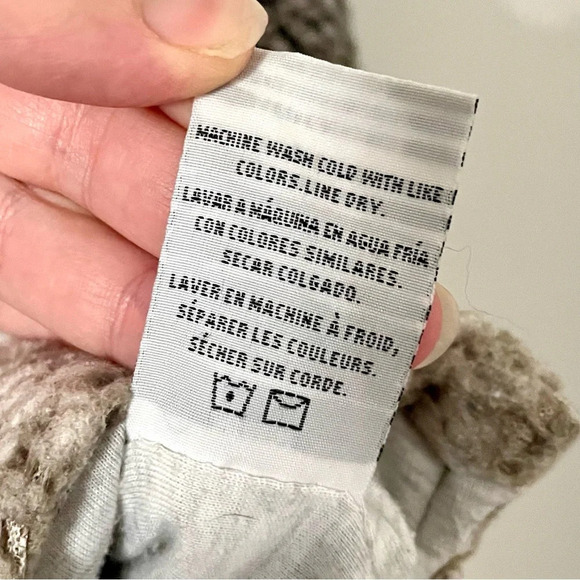 MACHINE WASH COLD WITH LIKE
COLORS. LINE DRY.
LAVAR A MÁQUINA EN AGUA FRÍA
CON COLORES SIMILARES.
SECAR COLGADO.
LAVER EN MACHINE À FROID,
SÉPARER LES COULEURS.
SÉCHER SUR CORDE.